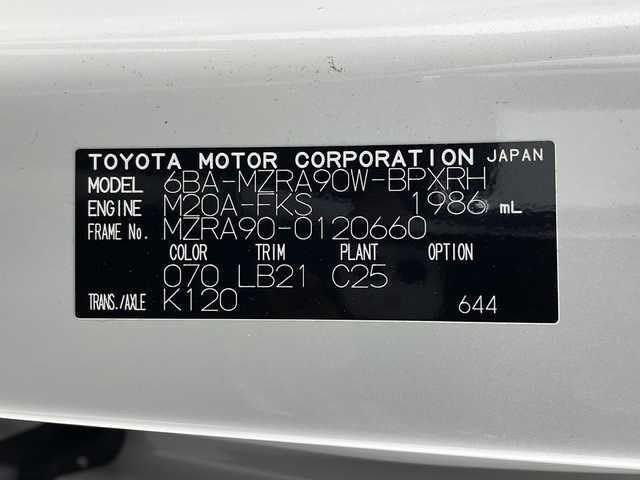 TOYOTA MOTOR CORPORATION JAPAN
MODEL 6BA-MZRA90W-BPXRH
ENGINE M20A-FKS 1986 mL
FRAME No. MZRA90-0120660
COLOR TRIM PLANT OPTION
070 LB21 C25
TRANS./AXLE K120 644